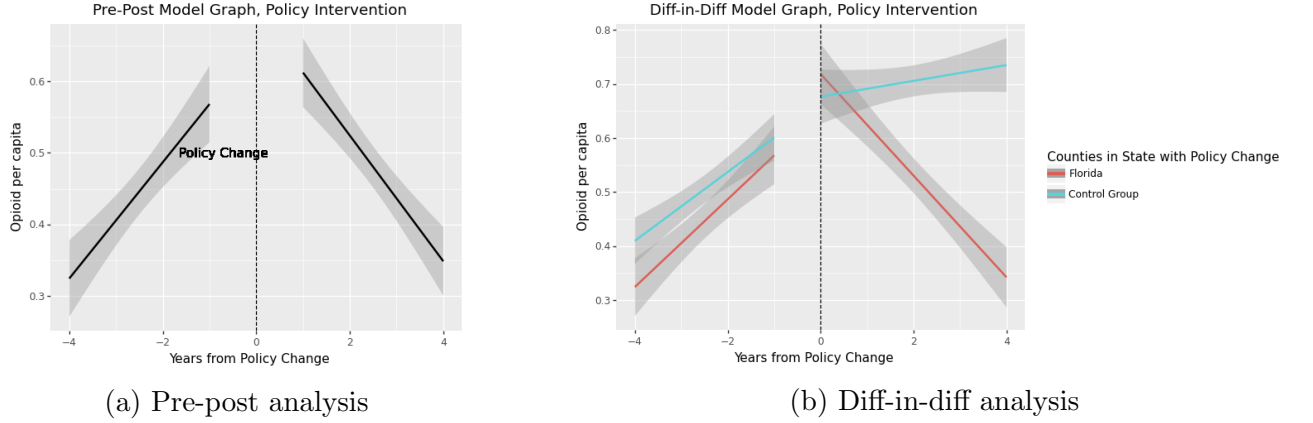 Pre-Post Model Graph, Policy Intervention
Opioid per capita
0.6
0.5
0.4
0.3
Policy Change
−4
−2
0
2
4
Years from Policy Change
(a) Pre-post analysis
Diff-in-Diff Model Graph, Policy Intervention
Opioid per capita
0.8
0.7
0.6
0.5
0.4
0.3
−4
−2
0
2
4
Years from Policy Change
Counties in State with Policy Change
Florida
Control Group
(b) Diff-in-diff analysis